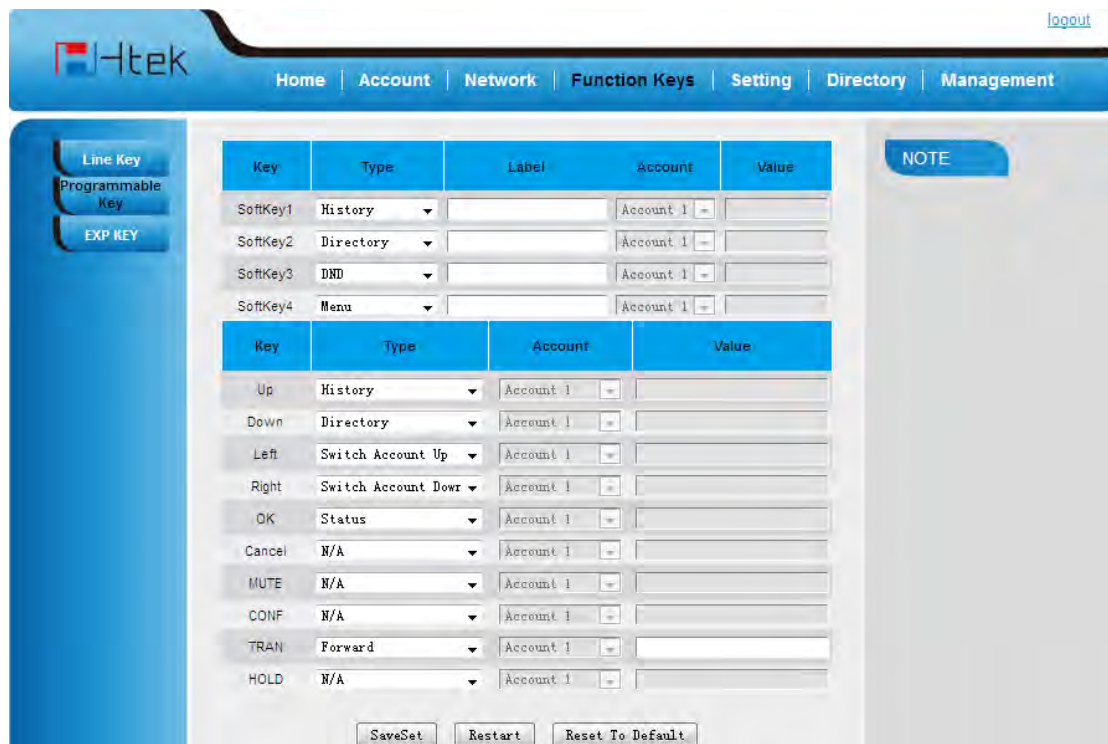 logout
Htek
Home | Account | Network | Function Keys | Setting | Directory | Management
Line Key
Programmable Key
EXP KEY
NOTE
Key Type Label Account Value
SoftKey1 History Account 1
SoftKey2 Directory Account 1
SoftKey3 DND Account 1
SoftKey4 Menu Account 1
Key Type Account Value
Up History Account 1
Down Directory Account 1
Left Switch Account Up Account 1
Right Switch Account Dowr Account 1
OK Status Account 1
Cancel N/A Account 1
MUTE N/A Account 1
CONF N/A Account 1
TRAN Forward Account 1
HOLD N/A Account 1
SaveSet Restart Reset To Default